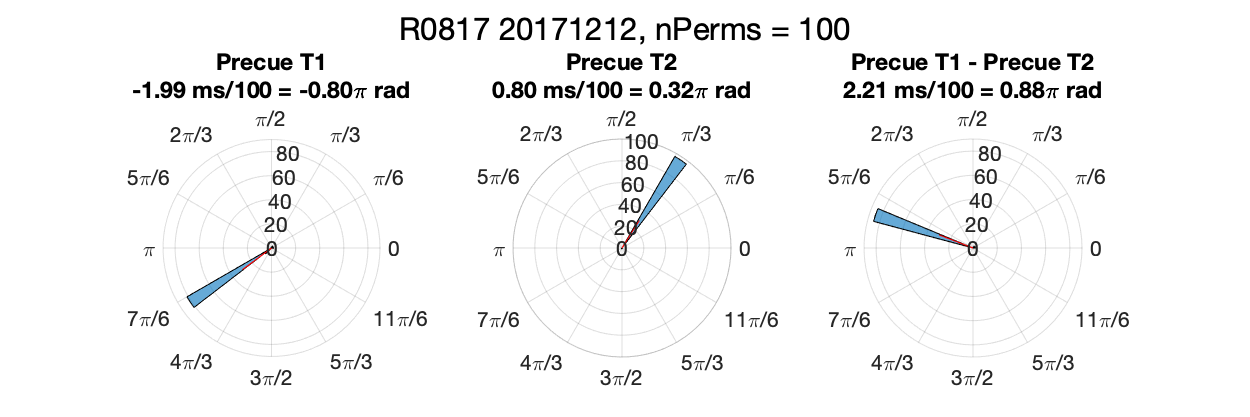 R0817 20171212, nPerms = 100
Precue T1
-1.99 ms/100 = -0.80π rad
π/2
2π/3
π/3
5π/6
π/6
π
0
7π/6
11π/6
4π/3
5π/3
3π/2
80
60
40
20
0
Precue T2
0.80 ms/100 = 0.32π rad
π/2
2π/3
π/3
5π/6
π/6
π
0
7π/6
11π/6
4π/3
5π/3
3π/2
100
80
60
40
20
0
Precue T1 - Precue T2
2.21 ms/100 = 0.88π rad
π/2
2π/3
π/3
5π/6
π/6
π
0
7π/6
11π/6
4π/3
5π/3
3π/2
80
60
40
20
0